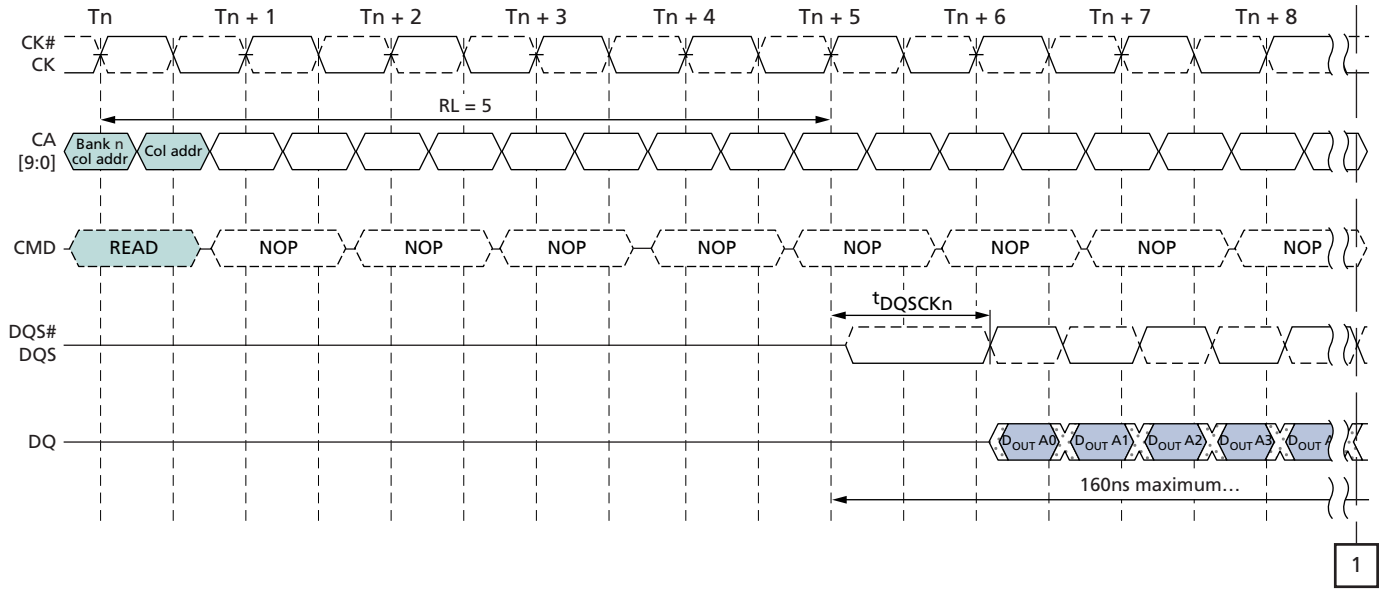 Tn Tn + 1 Tn + 2 Tn + 3 Tn + 4 Tn + 5 Tn + 6 Tn + 7 Tn + 8
CK#
CK
RL = 5
CA
[9:0]
Bank n
col addr
Col addr
CMD READ NOP NOP NOP NOP NOP NOP NOP NOP
tDQSCKn
DQS#
DQS
DQ DOUT A0 DOUT A1 DOUT A2 DOUT A3 DOUT A
160ns maximum…
1